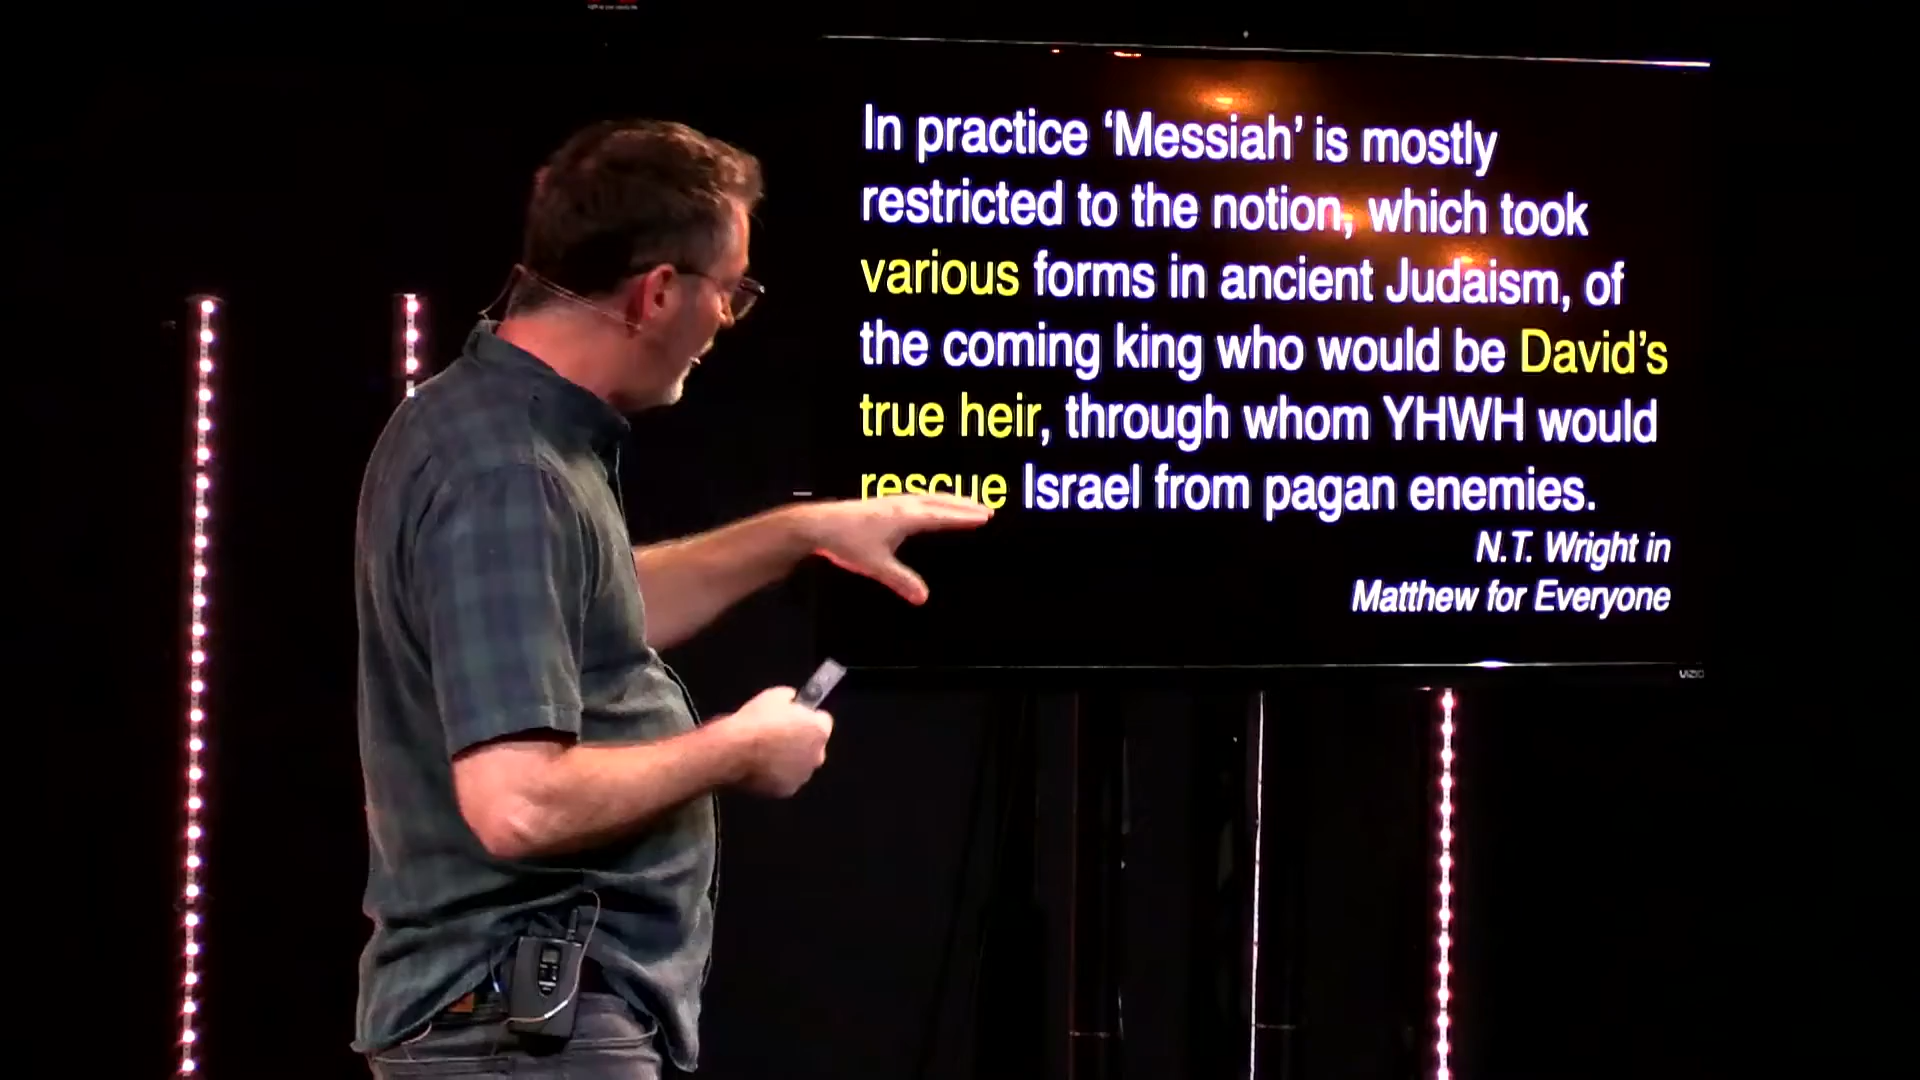 In practice ‘Messiah’ is mostly
restricted to the notion, which took
various forms in ancient Judaism, of
the coming king who would be David’s
true heir, through whom YHWH would
rescue Israel from pagan enemies.
N.T. Wright in
Matthew for Everyone
VIZIO